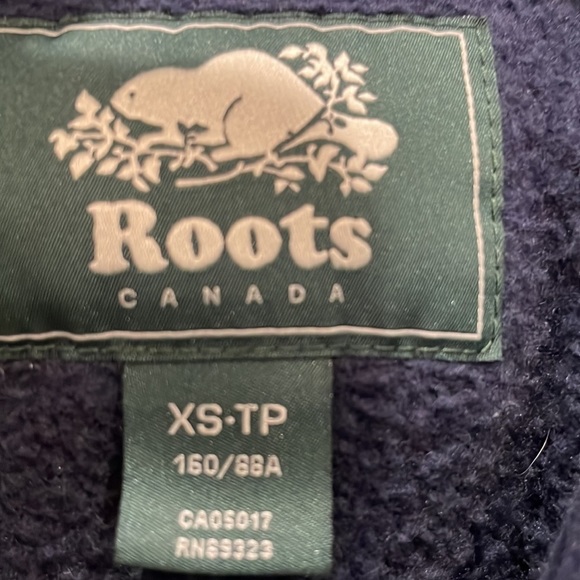 Roots
CANADA
XS·TP
160/88A
CA05017
RN69323